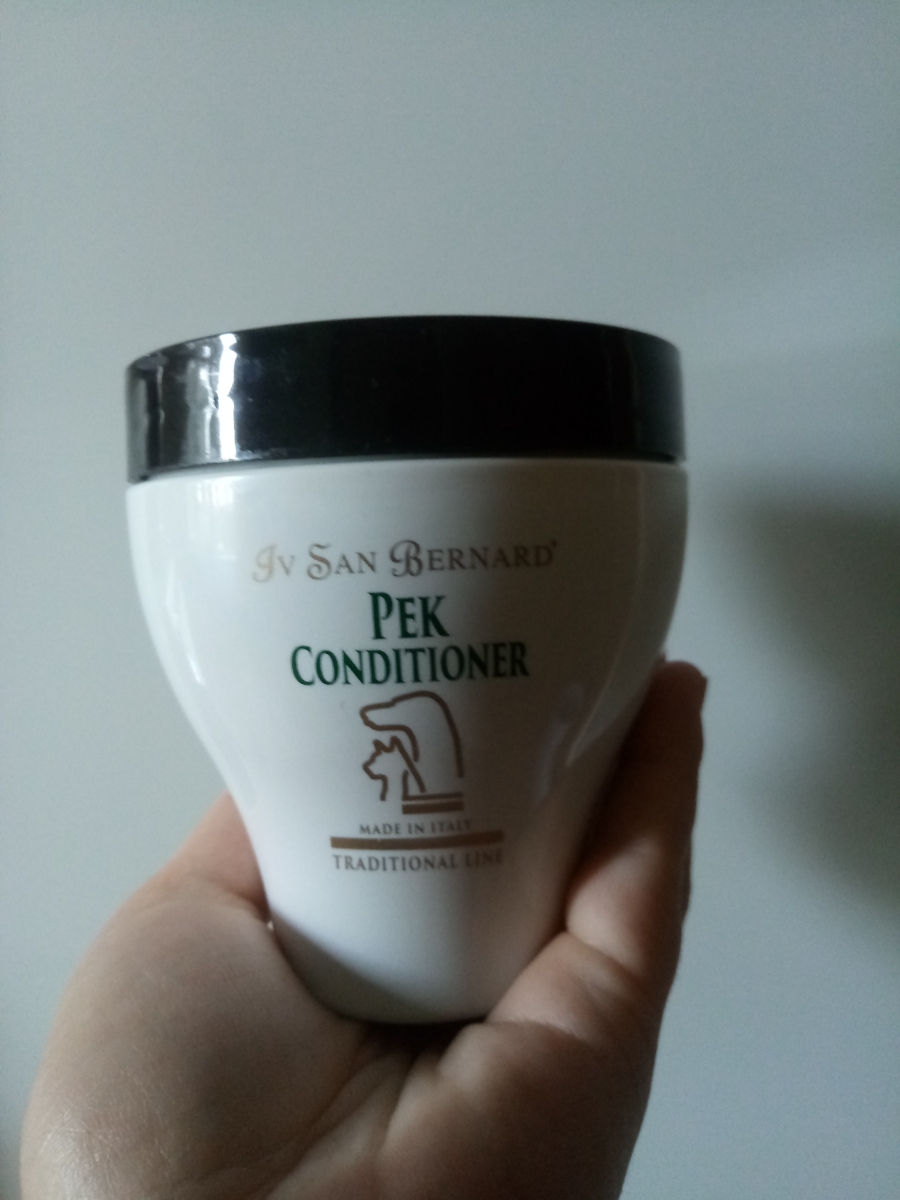 Iv San Bernard®
PEK
CONDITIONER
MADE IN ITALY
TRADITIONAL LINE